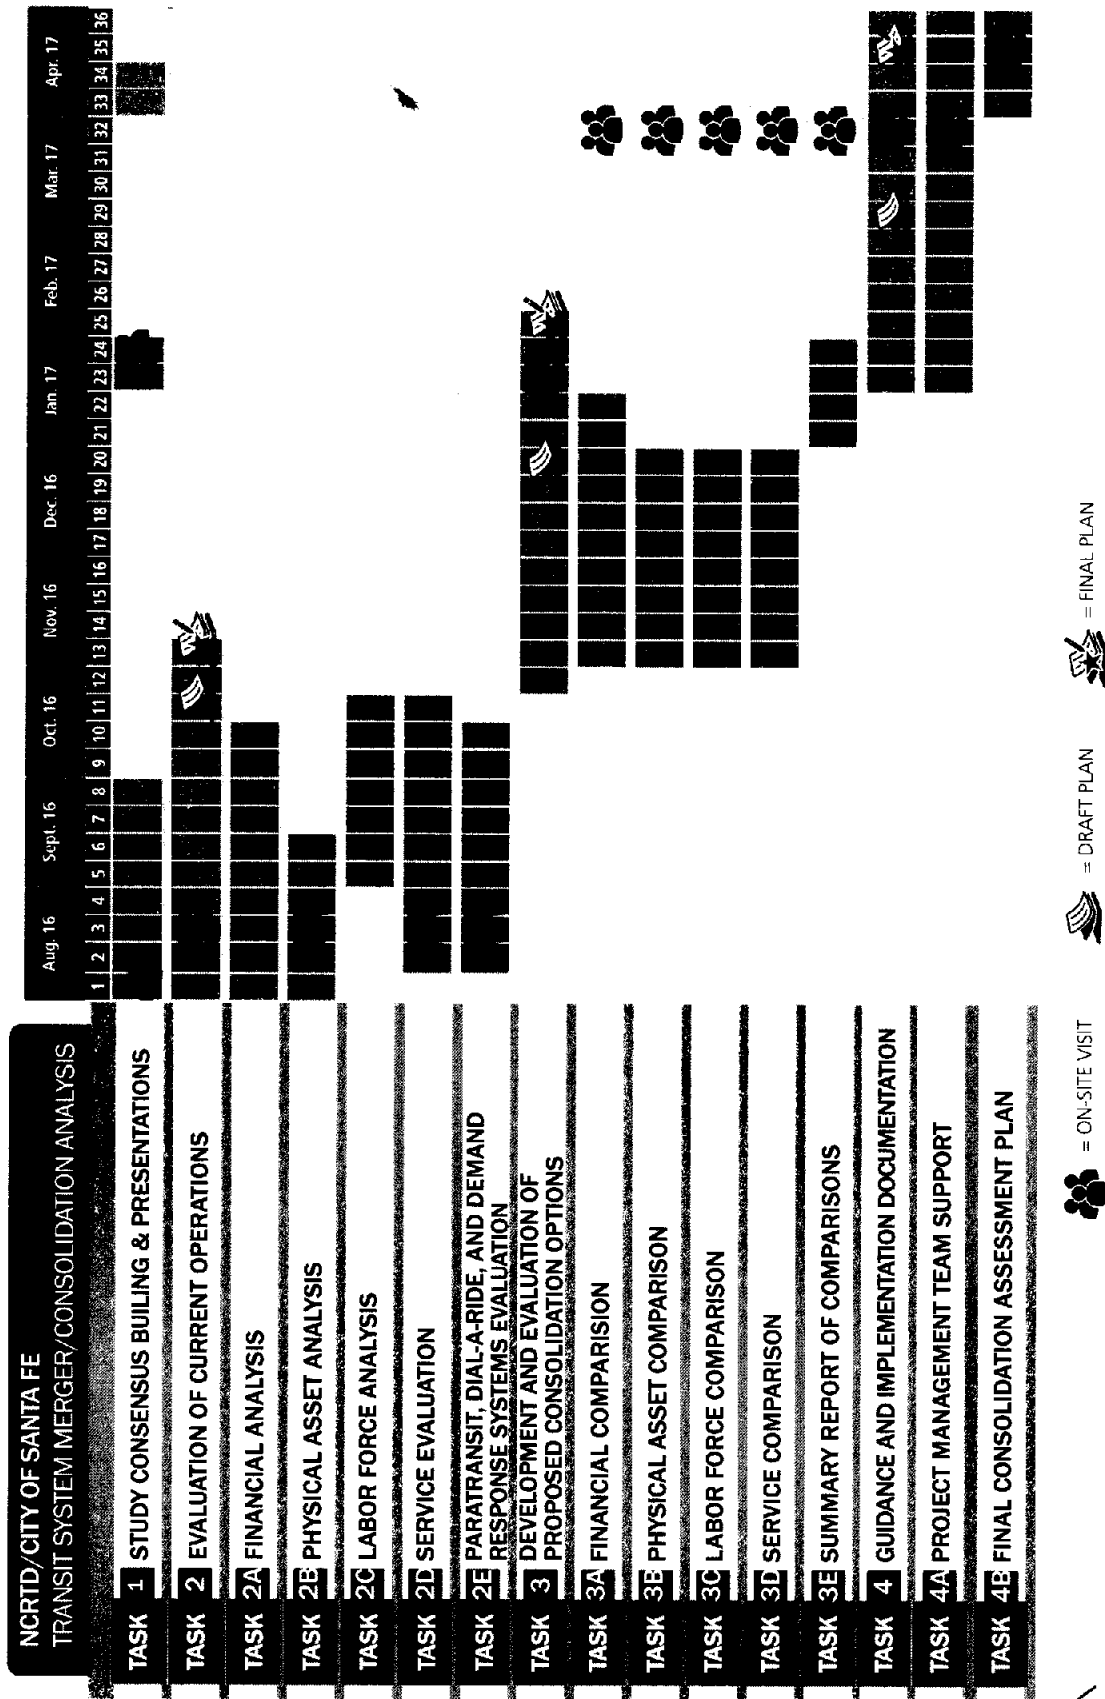 NCRTD/CITY OF SANTA FE
TRANSIT SYSTEM MERGER/CONSOLIDATION ANALYSIS
Aug. 16 Sept. 16 Oct. 16 Nov. 16 Dec. 16 Jan. 17 Feb. 17 Mar. 17 Apr. 17
1 2 3 4 5 6 7 8 9 10 11 12 13 14 15 16 17 18 19 20 21 22 23 24 25 26 27 28 29 30 31 32 33 34 35 36
TASK 1 STUDY CONSENSUS BUILING & PRESENTATIONS
TASK 2 EVALUATION OF CURRENT OPERATIONS
TASK 2A FINANCIAL ANALYSIS
TASK 2B PHYSICAL ASSET ANALYSIS
TASK 2C LABOR FORCE ANALYSIS
TASK 2D SERVICE EVALUATION
TASK 2E PARATRANSIT, DIAL-A-RIDE, AND DEMAND
RESPONSE SYSTEMS EVALUATION
TASK 3 DEVELOPMENT AND EVALUATION OF
PROPOSED CONSOLIDATION OPTIONS
TASK 3A FINANCIAL COMPARISION
TASK 3B PHYSICAL ASSET COMPARISON
TASK 3C LABOR FORCE COMPARISON
TASK 3D SERVICE COMPARISON
TASK 3E SUMMARY REPORT OF COMPARISONS
TASK 4 GUIDANCE AND IMPLEMENTATION DOCUMENTATION
TASK 4A PROJECT MANAGEMENT TEAM SUPPORT
TASK 4B FINAL CONSOLIDATION ASSESSMENT PLAN
= ON-SITE VISIT
= DRAFT PLAN
= FINAL PLAN